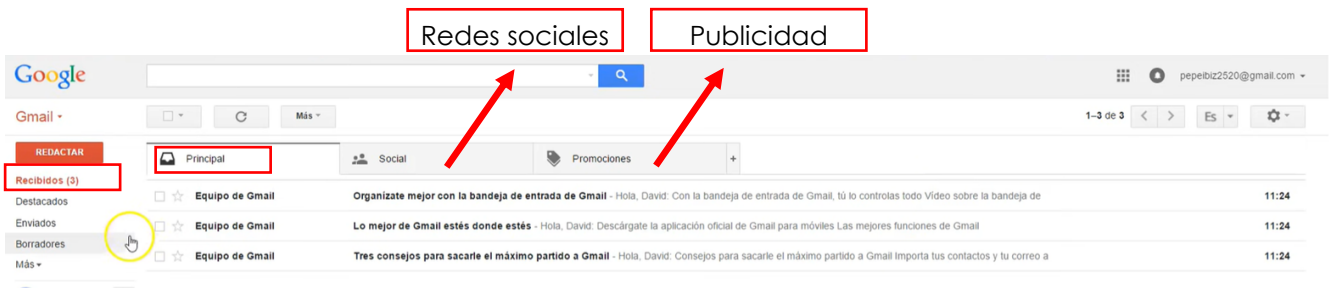 Redes sociales
Publicidad
Google
pepeibiz2520@gmail.com
Gmail
Más
1–3 de 3
Es
REDACTAR
Principal
Social
Promociones
+
Recibidos (3)
Destacados
Enviados
Borradores
Más
Equipo de Gmail Organízate mejor con la bandeja de entrada de Gmail - Hola, David: Con la bandeja de entrada de Gmail, tú lo controlas todo Vídeo sobre la bandeja de 11:24
Equipo de Gmail Lo mejor de Gmail estés donde estés - Hola, David: Descárgate la aplicación oficial de Gmail para móviles Las mejores funciones de Gmail 11:24
Equipo de Gmail Tres consejos para sacarle el máximo partido a Gmail - Hola, David: Consejos para sacarle el máximo partido a Gmail Importa tus contactos y tu correo a 11:24